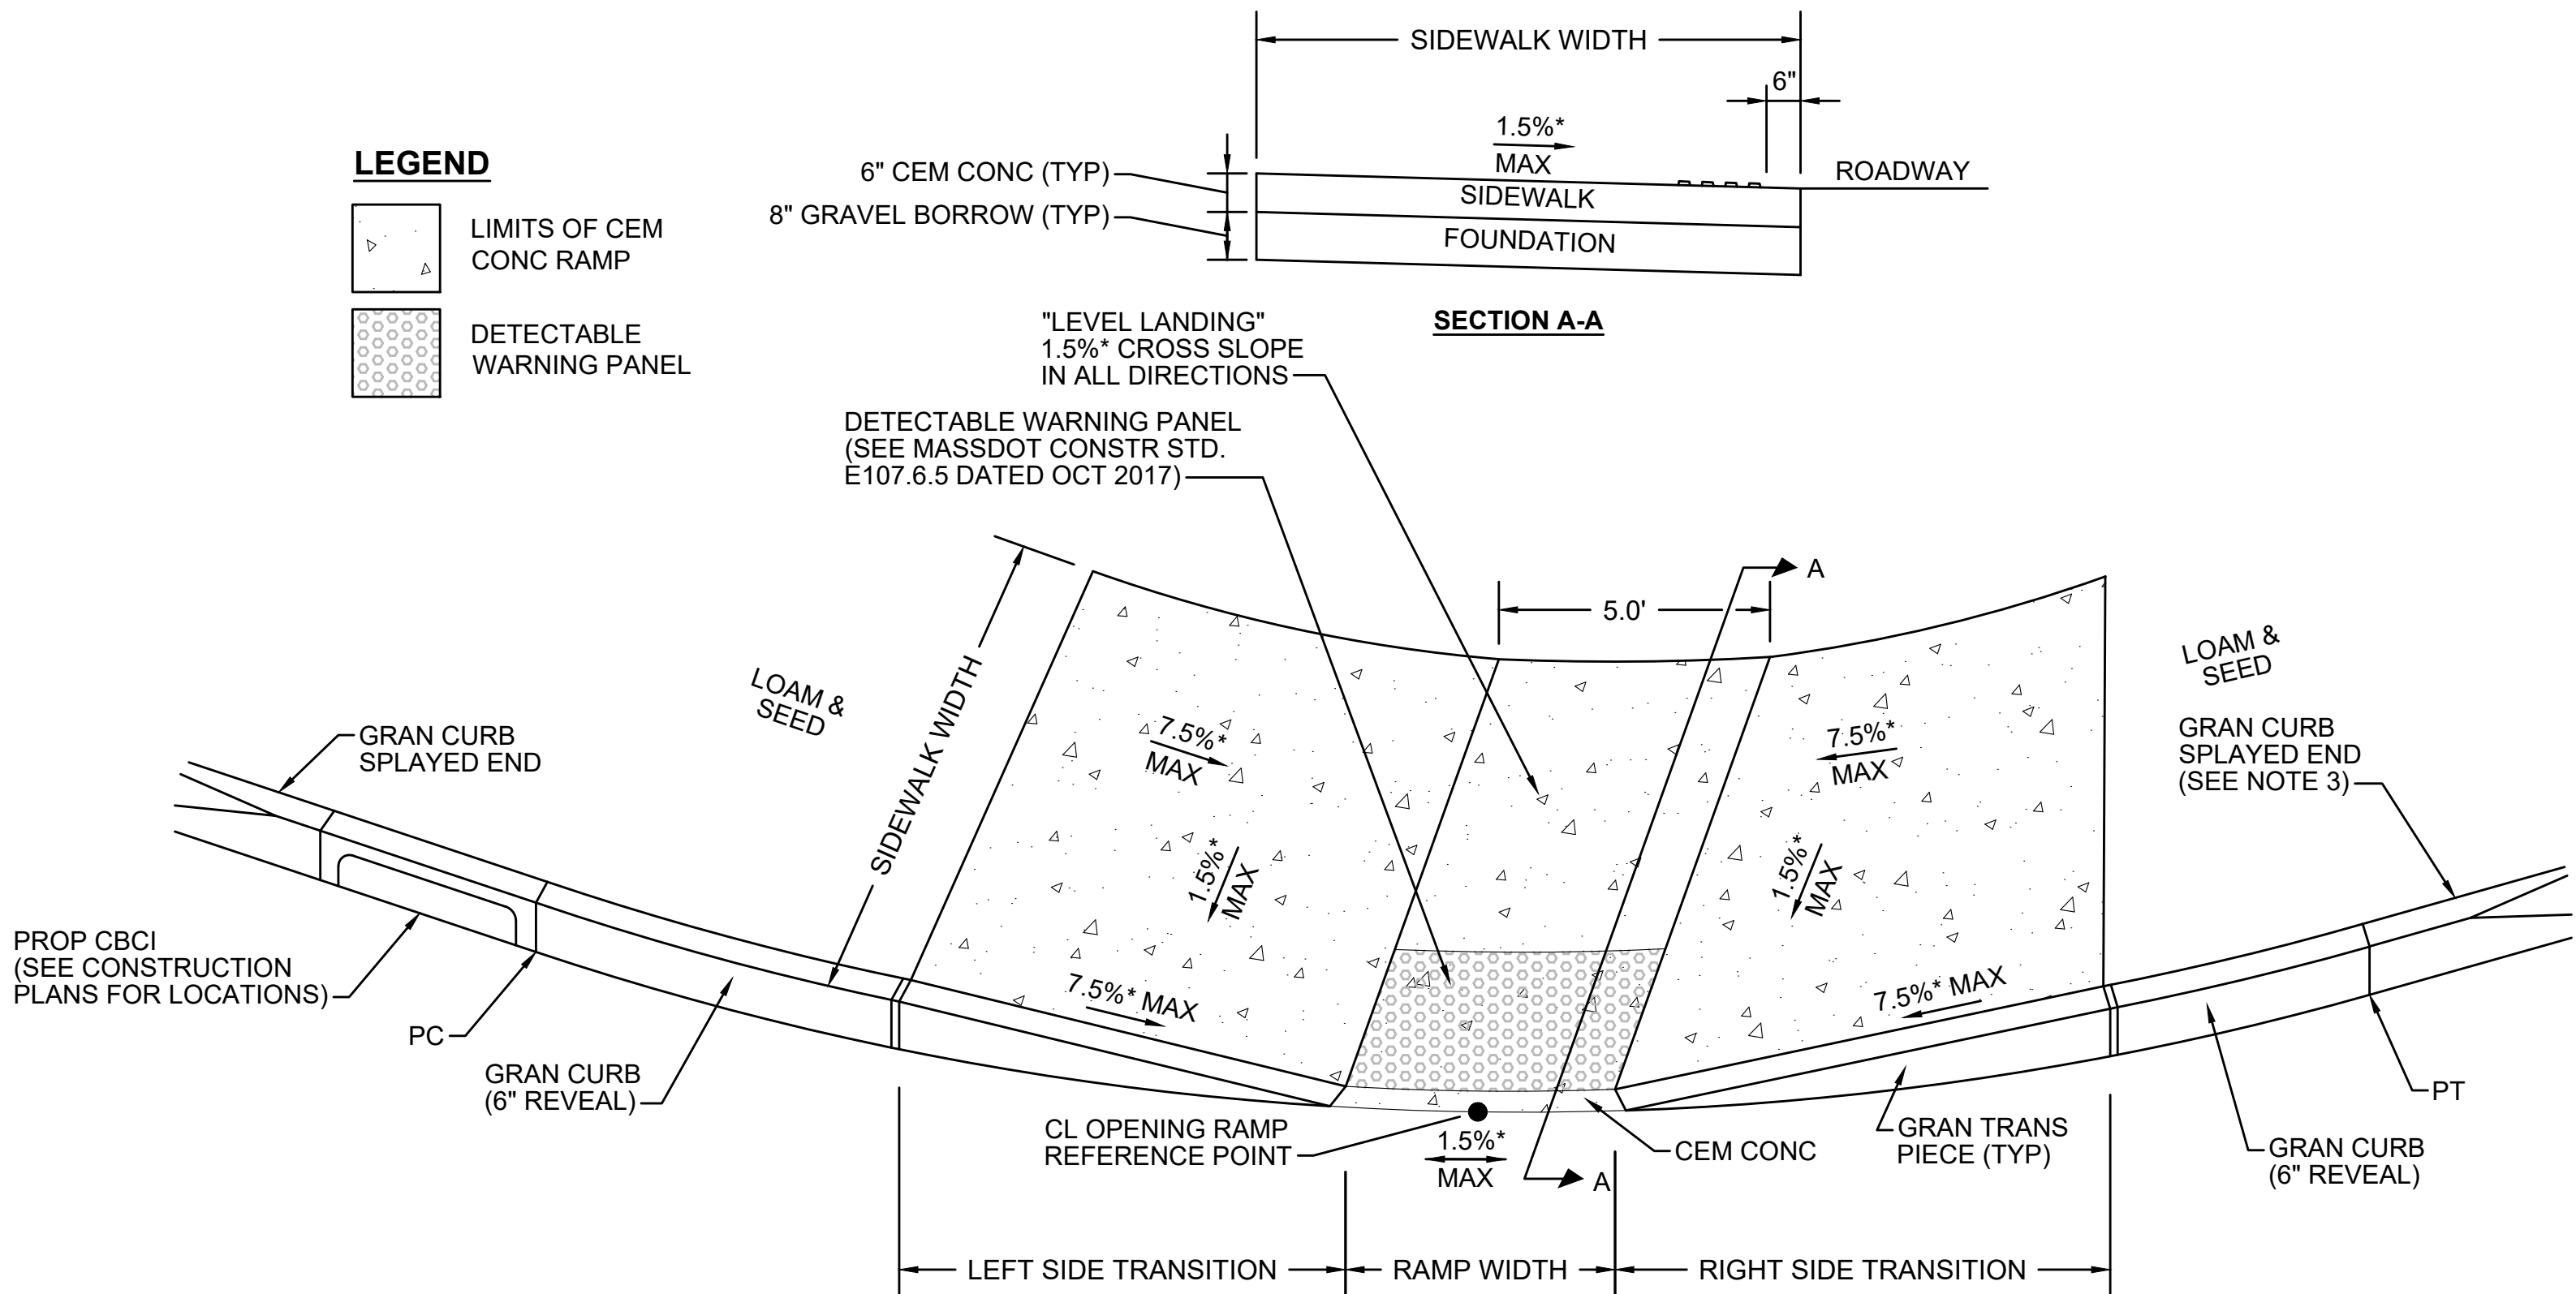 SIDEWALK WIDTH
6"
1.5%*
MAX
ROADWAY
6" CEM CONC (TYP)
8" GRAVEL BORROW (TYP)
SIDEWALK
FOUNDATION
SECTION A-A
LEGEND
LIMITS OF CEM
CONC RAMP
DETECTABLE
WARNING PANEL
"LEVEL LANDING"
1.5%* CROSS SLOPE
IN ALL DIRECTIONS
DETECTABLE WARNING PANEL
(SEE MASSDOT CONSTR STD.
E107.6.5 DATED OCT 2017)
A
5.0'
LOAM &
SEED
SIDEWALK WIDTH
LOAM &
SEED
GRAN CURB
SPLAYED END
7.5%*
MAX
7.5%*
MAX
GRAN CURB
SPLAYED END
(SEE NOTE 3)
1.5%*
MAX
1.5%*
MAX
PROP CBCI
(SEE CONSTRUCTION
PLANS FOR LOCATIONS)
7.5%* MAX
7.5%* MAX
PC
GRAN CURB
(6" REVEAL)
PT
CL OPENING RAMP
REFERENCE POINT
1.5%*
MAX
CEM CONC
GRAN TRANS
PIECE (TYP)
GRAN CURB
(6" REVEAL)
A
LEFT SIDE TRANSITION
RAMP WIDTH
RIGHT SIDE TRANSITION